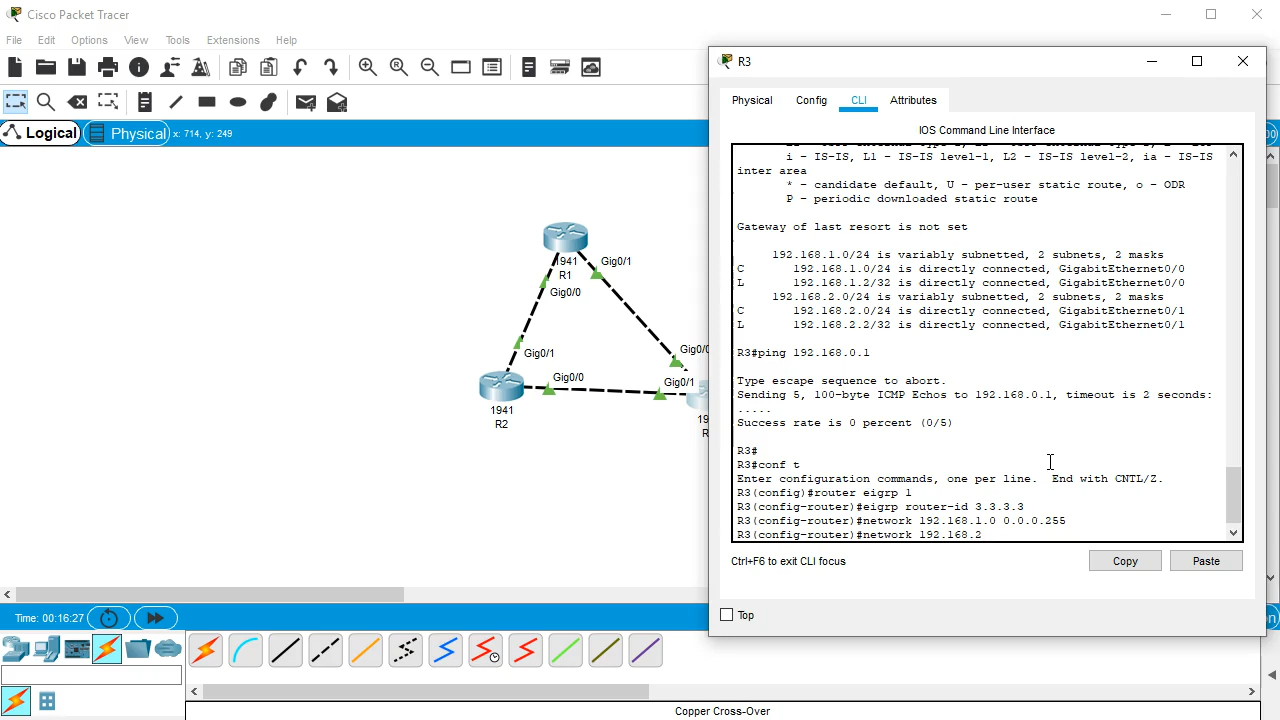 Cisco Packet Tracer
File Edit Options View Tools Extensions Help
Logical Physical x: 714, y: 249
1941
R1
Gig0/1
Gig0/0
Gig0/1
Gig0/0
Gig0/1
Gig0/0
1941
R2
19
R
R3
Physical Config CLI Attributes
IOS Command Line Interface
i - IS-IS, L1 - IS-IS level-1, L2 - IS-IS level-2, ia - IS-IS
inter area
* - candidate default, U - per-user static route, o - ODR
P - periodic downloaded static route
Gateway of last resort is not set
192.168.1.0/24 is variably subnetted, 2 subnets, 2 masks
C 192.168.1.0/24 is directly connected, GigabitEthernet0/0
L 192.168.1.2/32 is directly connected, GigabitEthernet0/0
192.168.2.0/24 is variably subnetted, 2 subnets, 2 masks
C 192.168.2.0/24 is directly connected, GigabitEthernet0/1
L 192.168.2.2/32 is directly connected, GigabitEthernet0/1
R3#ping 192.168.0.1
Type escape sequence to abort.
Sending 5, 100-byte ICMP Echos to 192.168.0.1, timeout is 2 seconds:
.....
Success rate is 0 percent (0/5)
R3#
R3#conf t
Enter configuration commands, one per line. End with CNTL/Z.
R3(config)#router eigrp 1
R3(config-router)#eigrp router-id 3.3.3.3
R3(config-router)#network 192.168.1.0 0.0.0.255
R3(config-router)#network 192.168.2
Ctrl+F6 to exit CLI focus
Copy Paste
Top
Time: 00:16:27
Copper Cross-Over